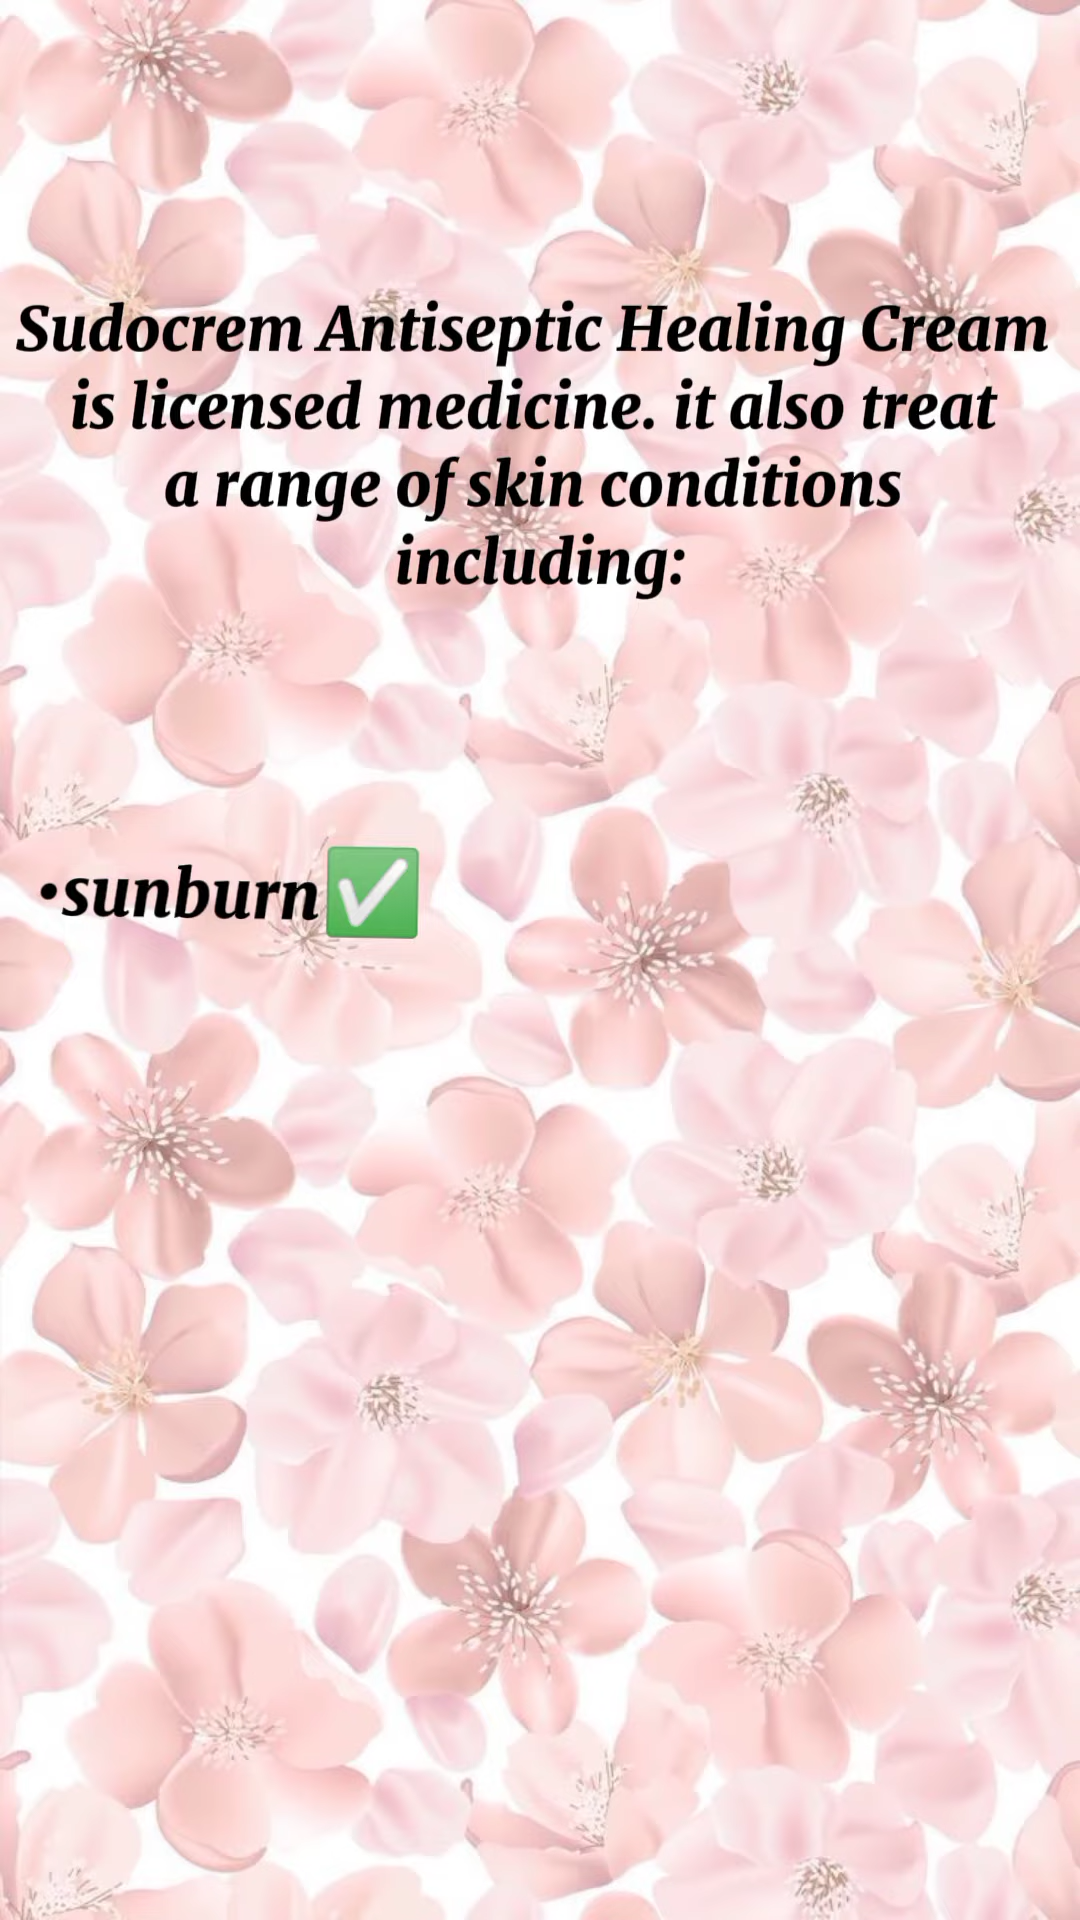 Sudocrem Antiseptic Healing Cream
is licensed medicine. it also treat
a range of skin conditions
including:
•sunburn✅